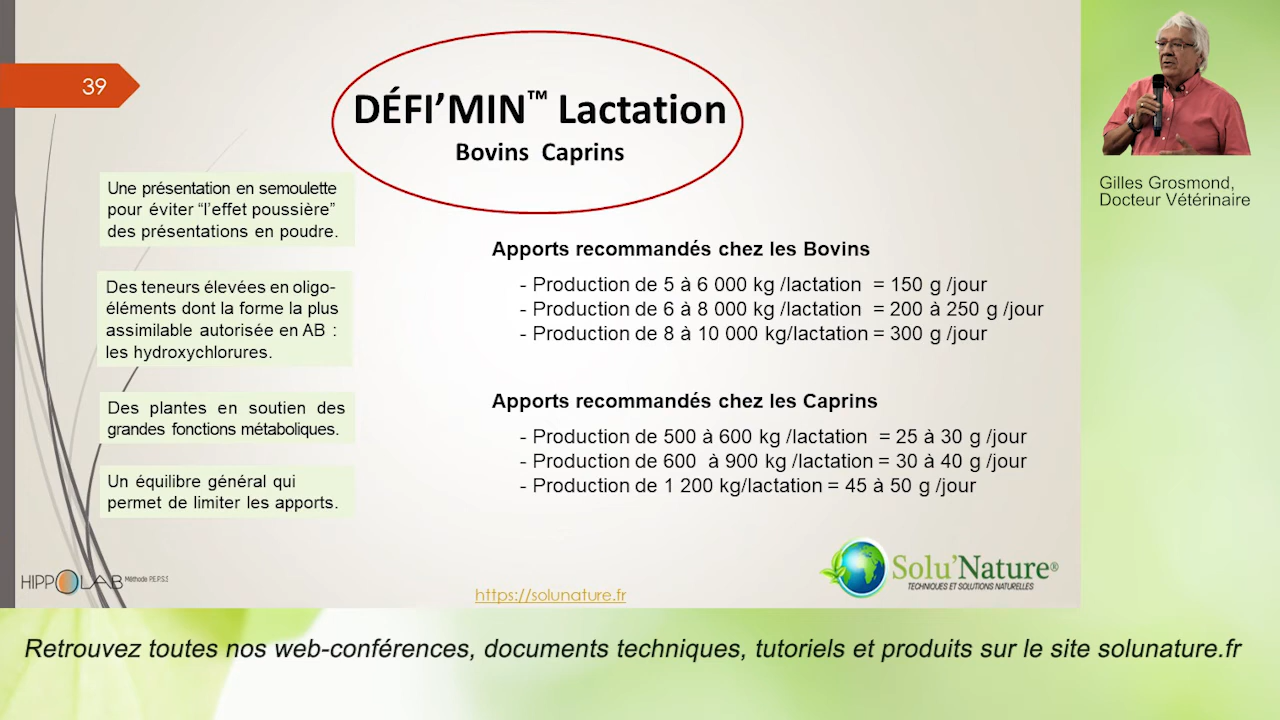 39
DÉFI’MIN™ Lactation
Bovins Caprins
Une présentation en semoulette
pour éviter “l’effet poussière”
des présentations en poudre.
Des teneurs élevées en oligo-
éléments dont la forme la plus
assimilable autorisée en AB :
les hydroxychlorures.
Des plantes en soutien des
grandes fonctions métaboliques.
Un équilibre général qui
permet de limiter les apports.
Apports recommandés chez les Bovins
- Production de 5 à 6 000 kg /lactation = 150 g /jour
- Production de 6 à 8 000 kg /lactation = 200 à 250 g /jour
- Production de 8 à 10 000 kg/lactation = 300 g /jour
Apports recommandés chez les Caprins
- Production de 500 à 600 kg /lactation = 25 à 30 g /jour
- Production de 600 à 900 kg /lactation = 30 à 40 g /jour
- Production de 1 200 kg/lactation = 45 à 50 g /jour
HIPPOLAB Méthode P.E.P.S.S
https://solunature.fr
Solu’Nature®
TECHNIQUES ET SOLUTIONS NATURELLES
Gilles Grosmond,
Docteur Vétérinaire
Retrouvez toutes nos web-conférences, documents techniques, tutoriels et produits sur le site solunature.fr